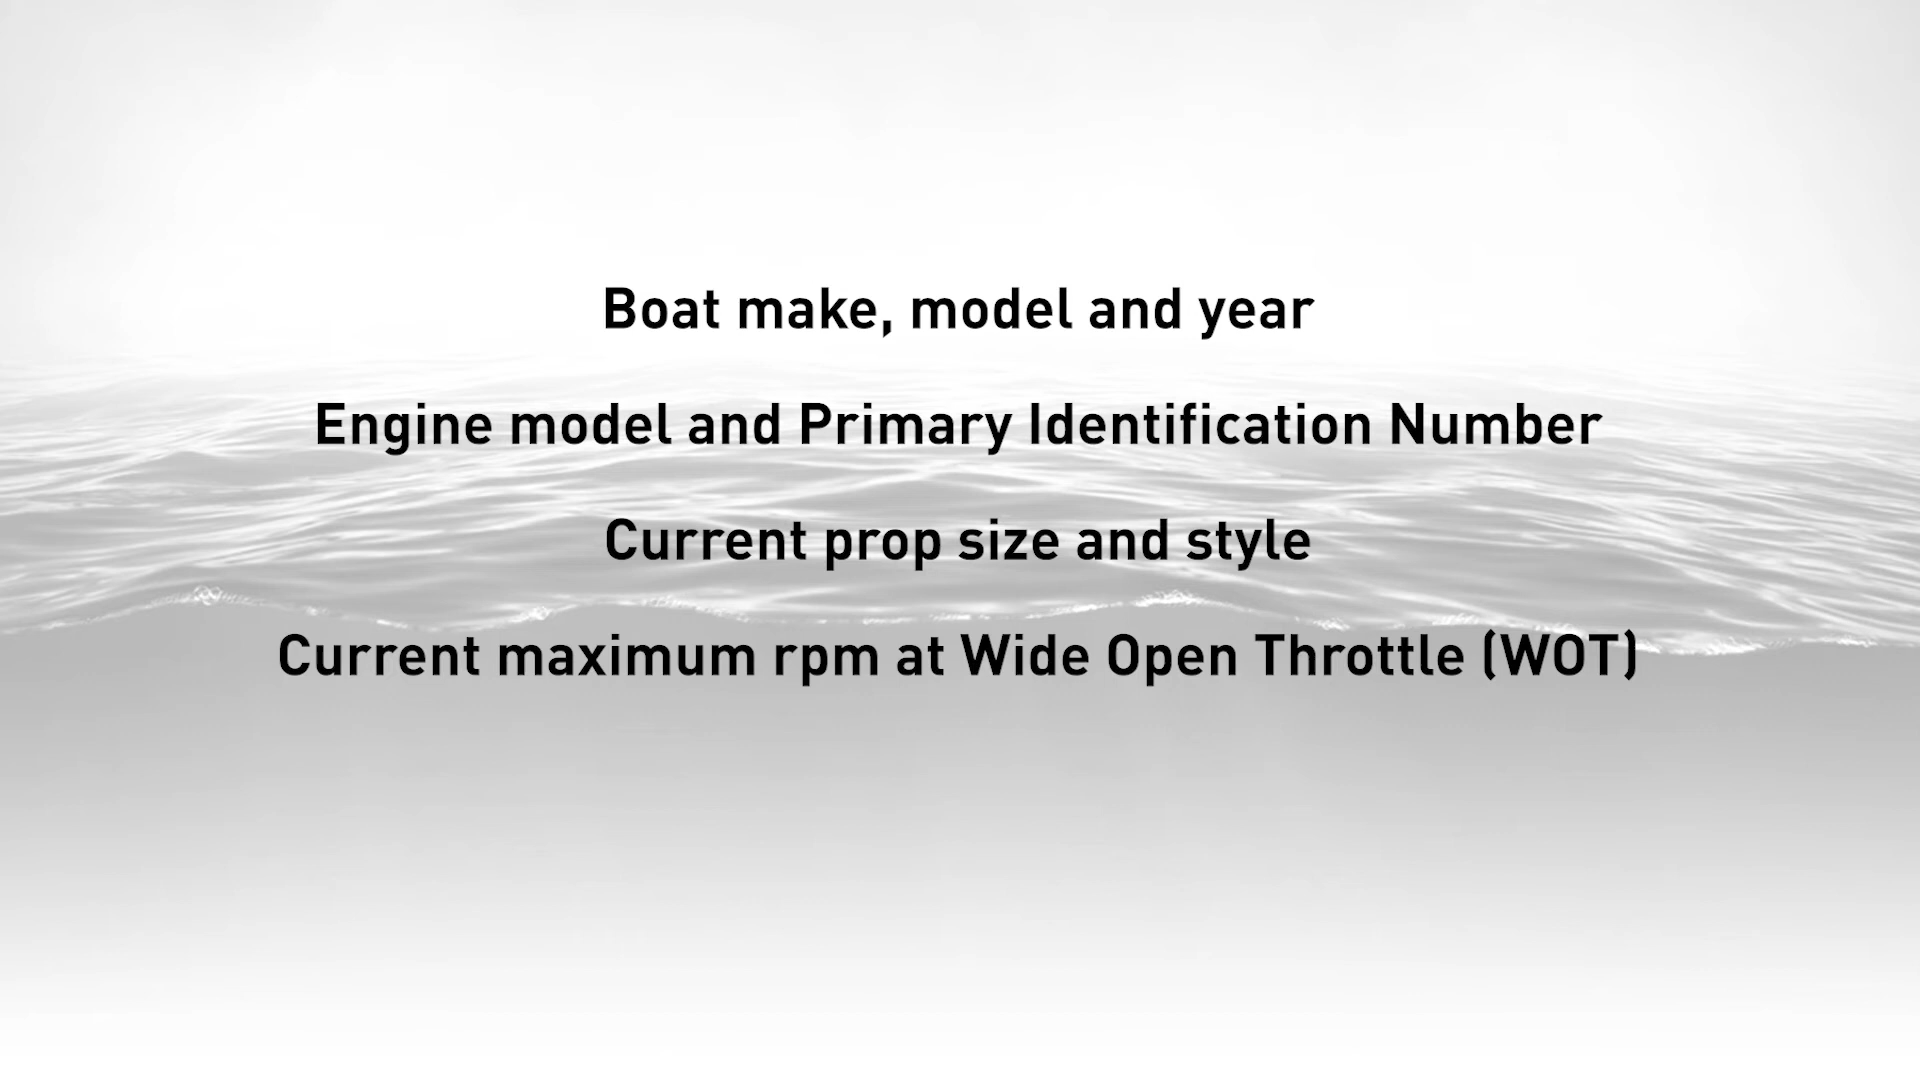 Boat make, model and year
Engine model and Primary Identification Number
Current prop size and style
Current maximum rpm at Wide Open Throttle (WOT)